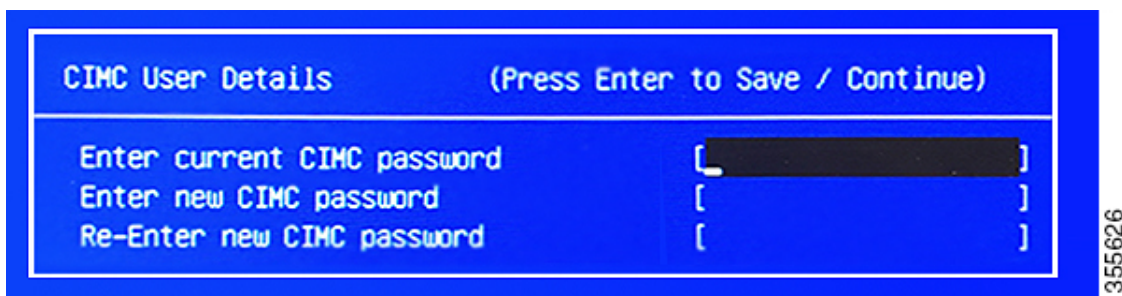 CIMC User Details (Press Enter to Save / Continue)
Enter current CIMC password [_ ]
Enter new CIMC password [ ]
Re-Enter new CIMC password [ ]
355626